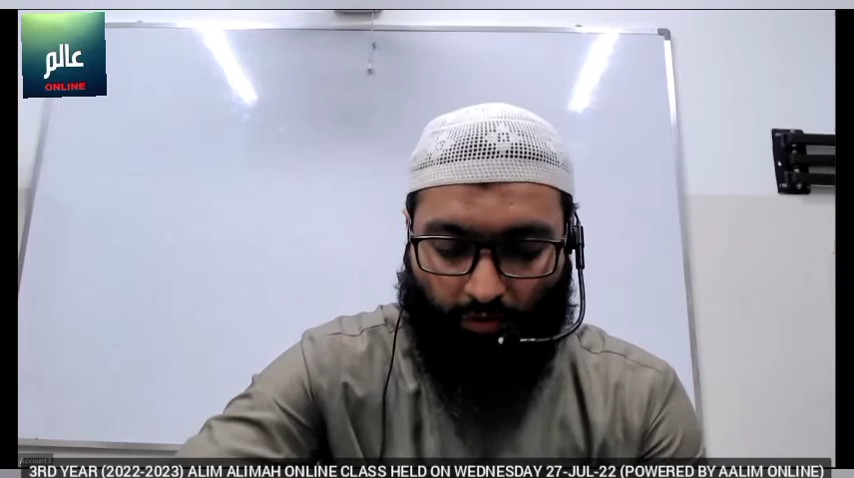 عالم
ONLINE
Account3
3RD YEAR (2022-2023) ALIM ALIMAH ONLINE CLASS HELD ON WEDNESDAY 27-JUL-22 (POWERED BY AALIM ONLINE)